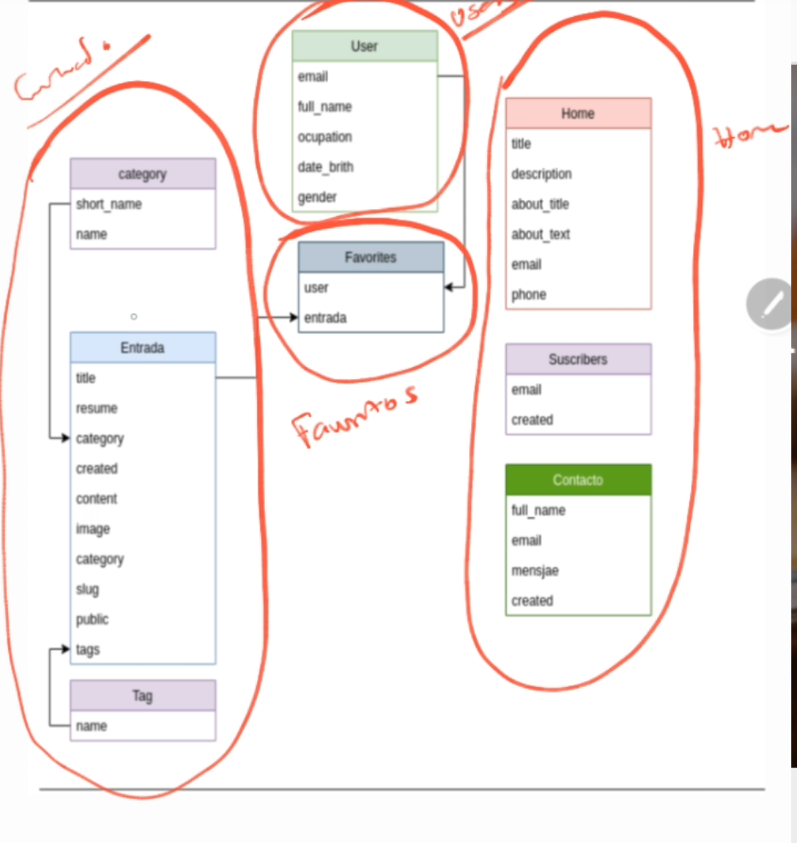 User
email
full_name
ocupation
date_brith
gender
category
short_name
name
Entrada
title
resume
category
created
content
image
category
slug
public
tags
Tag
name
Favorites
user
entrada
Favoritos
Home
title
description
about_title
about_text
email
phone
Home
Suscribers
email
created
Contacto
full_name
email
mensjae
created